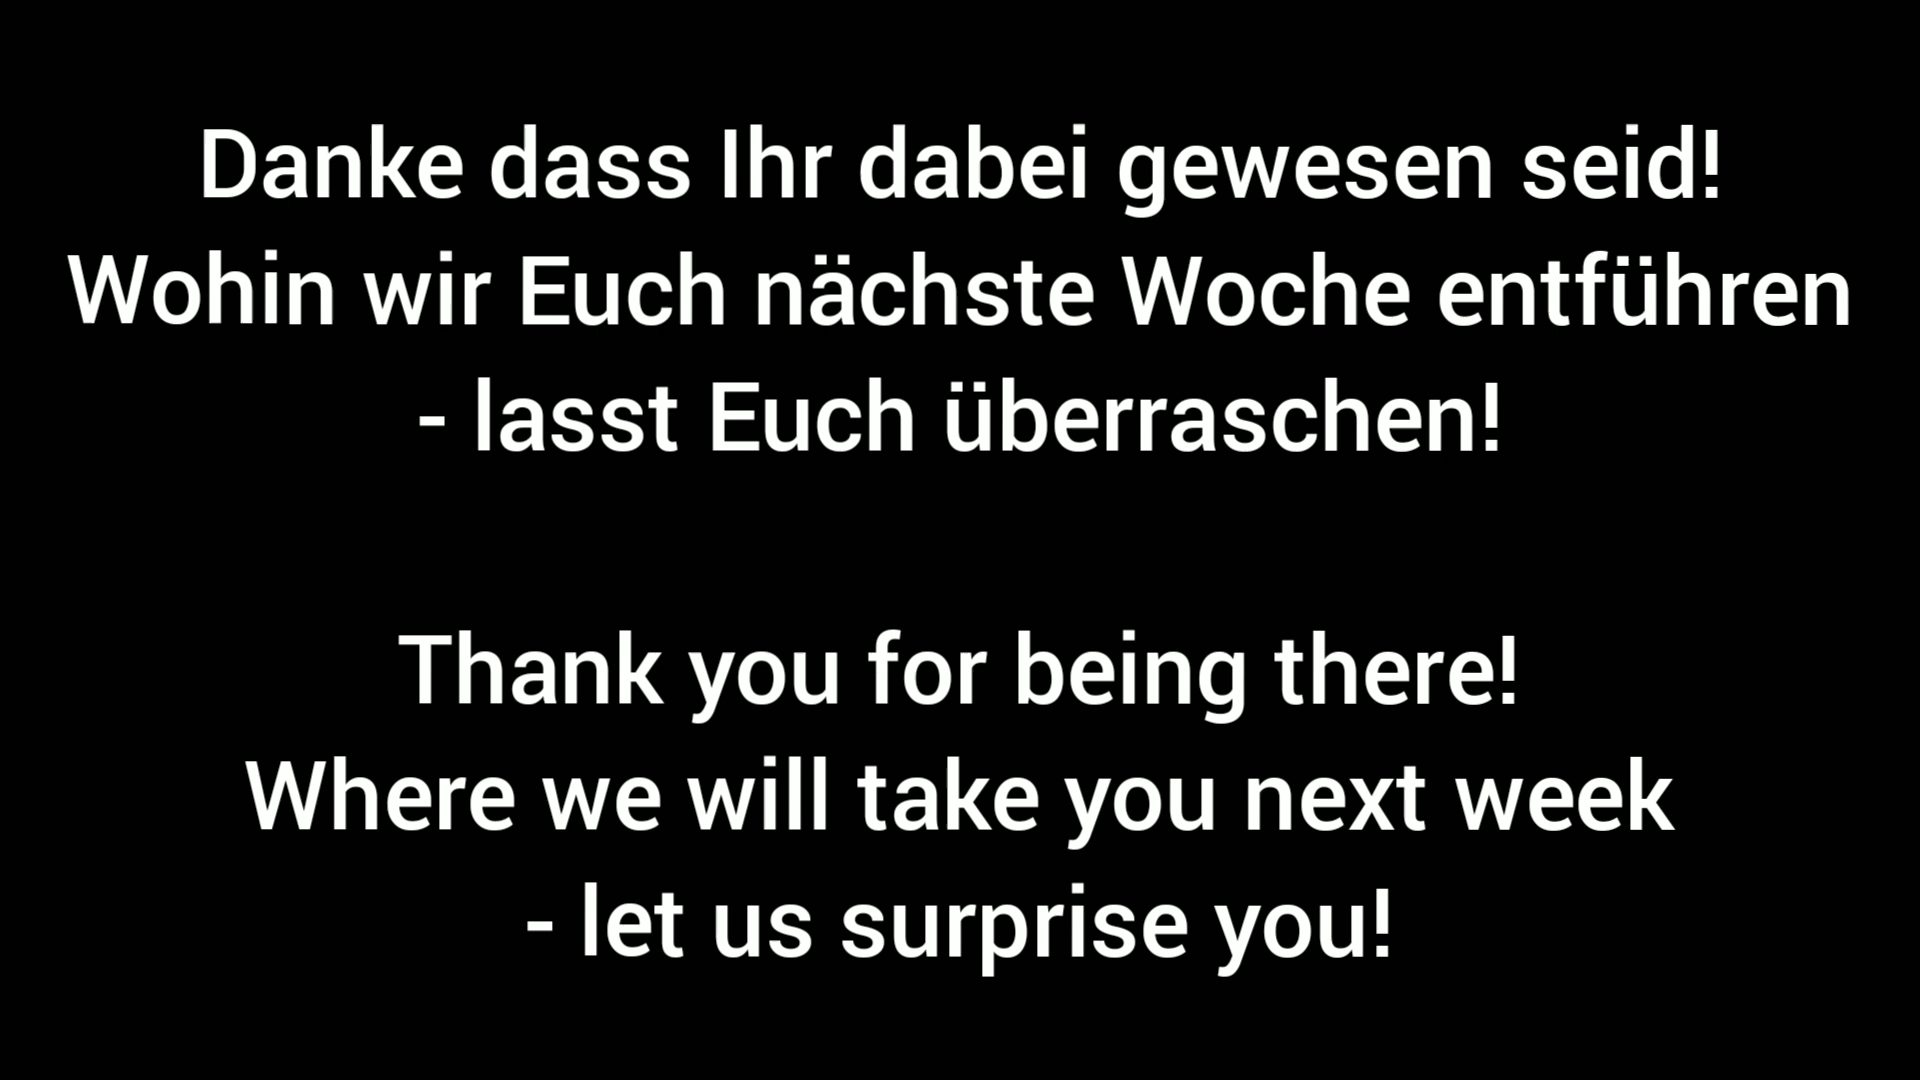 Danke dass Ihr dabei gewesen seid!
Wohin wir Euch nächste Woche entführen
- lasst Euch überraschen!
Thank you for being there!
Where we will take you next week
- let us surprise you!